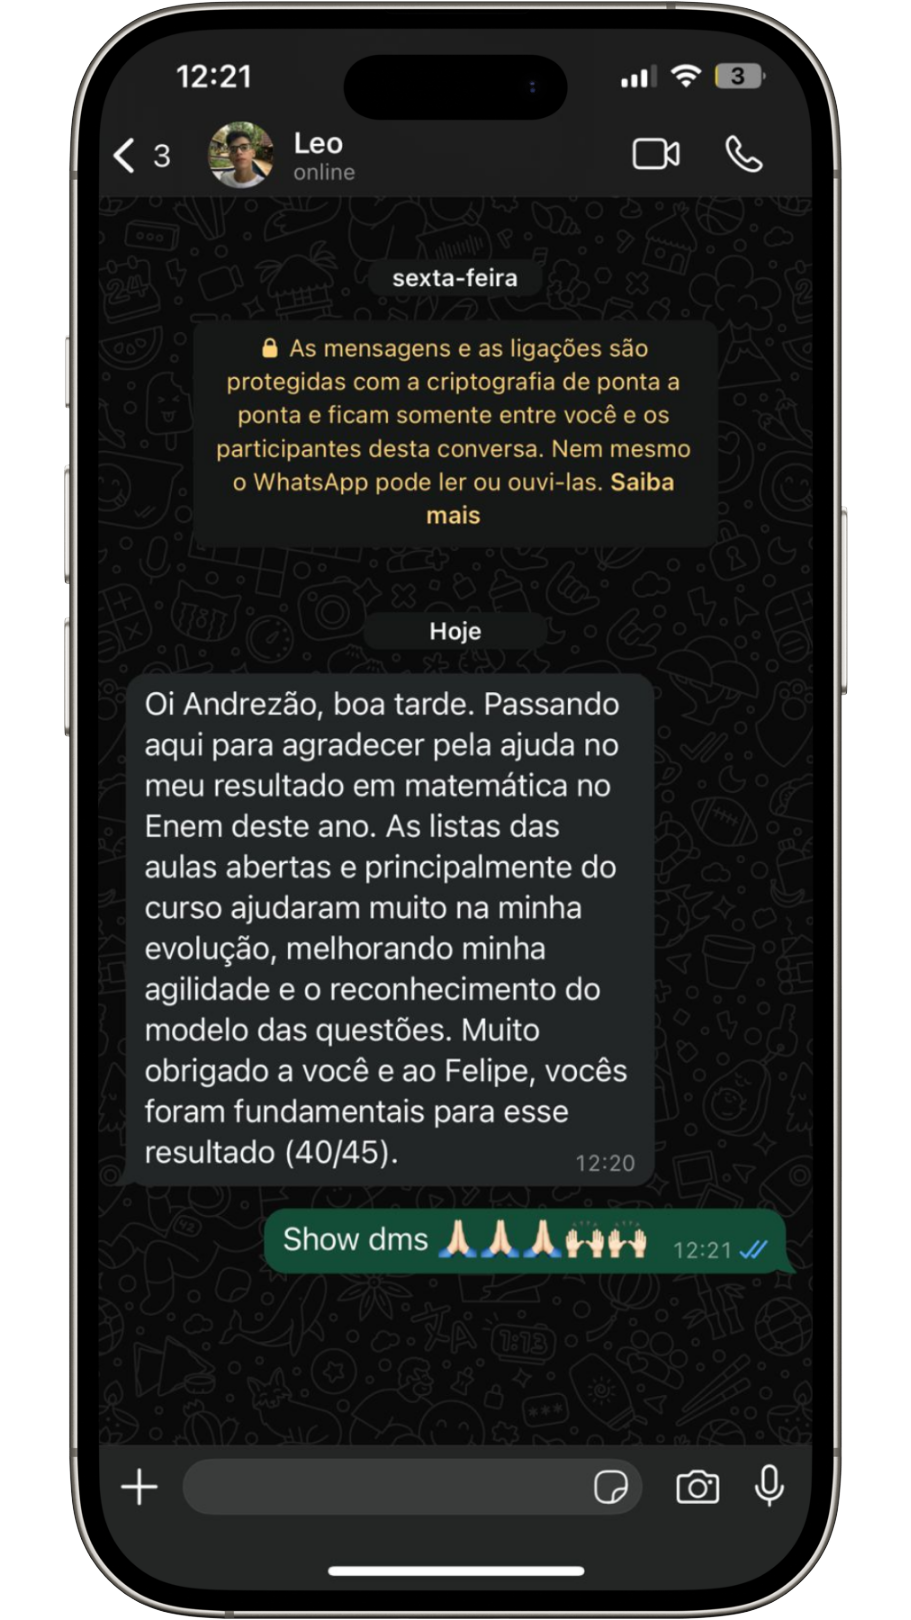 12:21
3
3
Leo
online
sexta-feira
🔒 As mensagens e as ligações são
protegidas com a criptografia de ponta a
ponta e ficam somente entre você e os
participantes desta conversa. Nem mesmo
o WhatsApp pode ler ou ouvi-las. Saiba
mais
Hoje
Oi Andrezão, boa tarde. Passando
aqui para agradecer pela ajuda no
meu resultado em matemática no
Enem deste ano. As listas das
aulas abertas e principalmente do
curso ajudaram muito na minha
evolução, melhorando minha
agilidade e o reconhecimento do
modelo das questões. Muito
obrigado a você e ao Felipe, vocês
foram fundamentais para esse
resultado (40/45).
12:20
Show dms 🙏🏻🙏🏻🙏🏻🙌🏻🙌🏻
12:21